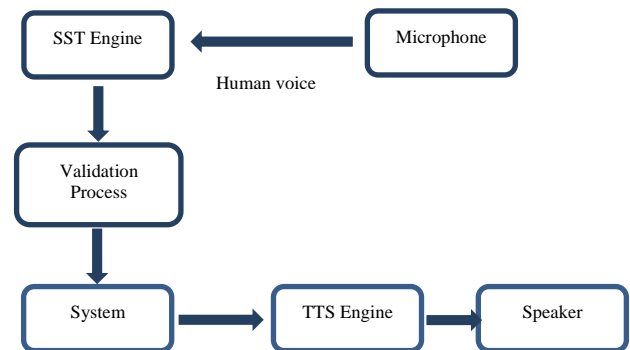 SST Engine
Microphone
Human voice
Validation
Process
System
TTS Engine
Speaker